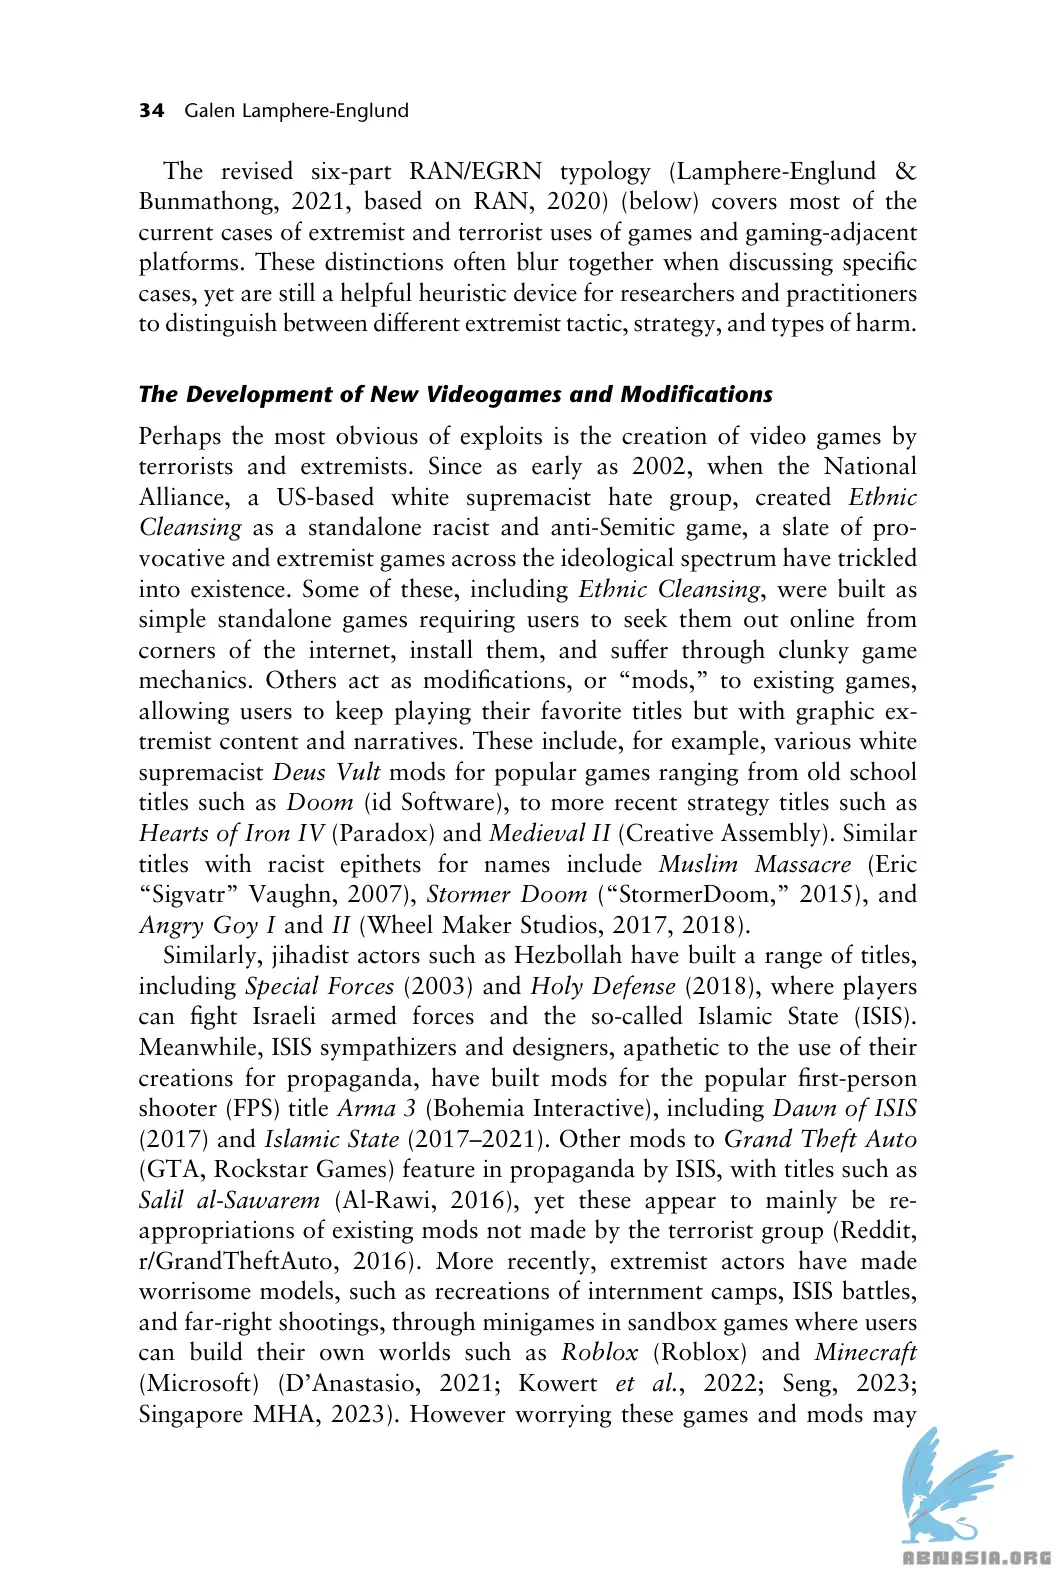 34 Galen Lamphere-Englund
The revised six-part RAN/EGRN typology (Lamphere-Englund &
Bunmathong, 2021, based on RAN, 2020) (below) covers most of the
current cases of extremist and terrorist uses of games and gaming-adjacent
platforms. These distinctions often blur together when discussing specific
cases, yet are still a helpful heuristic device for researchers and practitioners
to distinguish between different extremist tactic, strategy, and types of harm.
The Development of New Videogames and Modifications
Perhaps the most obvious of exploits is the creation of video games by
terrorists and extremists. Since as early as 2002, when the National
Alliance, a US-based white supremacist hate group, created Ethnic
Cleansing as a standalone racist and anti-Semitic game, a slate of pro-
vocative and extremist games across the ideological spectrum have trickled
into existence. Some of these, including Ethnic Cleansing, were built as
simple standalone games requiring users to seek them out online from
corners of the internet, install them, and suffer through clunky game
mechanics. Others act as modifications, or “mods,” to existing games,
allowing users to keep playing their favorite titles but with graphic ex-
tremist content and narratives. These include, for example, various white
supremacist Deus Vult mods for popular games ranging from old school
titles such as Doom (id Software), to more recent strategy titles such as
Hearts of Iron IV (Paradox) and Medieval II (Creative Assembly). Similar
titles with racist epithets for names include Muslim Massacre (Eric
“Sigvatr” Vaughn, 2007), Stormer Doom (“StormerDoom,” 2015), and
Angry Goy I and II (Wheel Maker Studios, 2017, 2018).
Similarly, jihadist actors such as Hezbollah have built a range of titles,
including Special Forces (2003) and Holy Defense (2018), where players
can fight Israeli armed forces and the so-called Islamic State (ISIS).
Meanwhile, ISIS sympathizers and designers, apathetic to the use of their
creations for propaganda, have built mods for the popular first-person
shooter (FPS) title Arma 3 (Bohemia Interactive), including Dawn of ISIS
(2017) and Islamic State (2017–2021). Other mods to Grand Theft Auto
(GTA, Rockstar Games) feature in propaganda by ISIS, with titles such as
Salil al-Sawarem (Al-Rawi, 2016), yet these appear to mainly be re-
appropriations of existing mods not made by the terrorist group (Reddit,
r/GrandTheftAuto, 2016). More recently, extremist actors have made
worrisome models, such as recreations of internment camps, ISIS battles,
and far-right shootings, through minigames in sandbox games where users
can build their own worlds such as Roblox (Roblox) and Minecraft
(Microsoft) (D’Anastasio, 2021; Kowert et al., 2022; Seng, 2023;
Singapore MHA, 2023). However worrying these games and mods may
ABNASIA.ORG